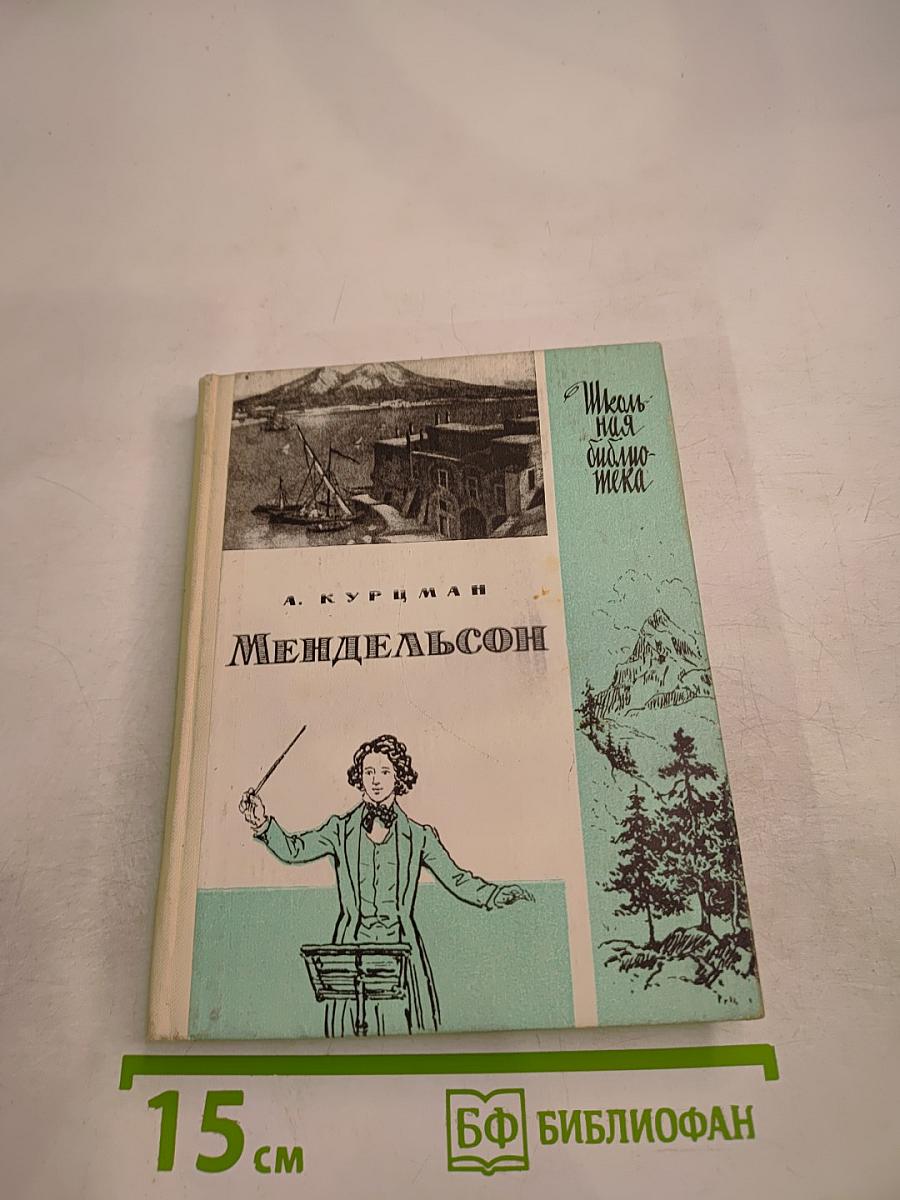 Школь-
ная
библио-
тека
А. КУРЦМАН
МЕНДЕЛЬСОН
15 см
БФ БИБЛИОФАН